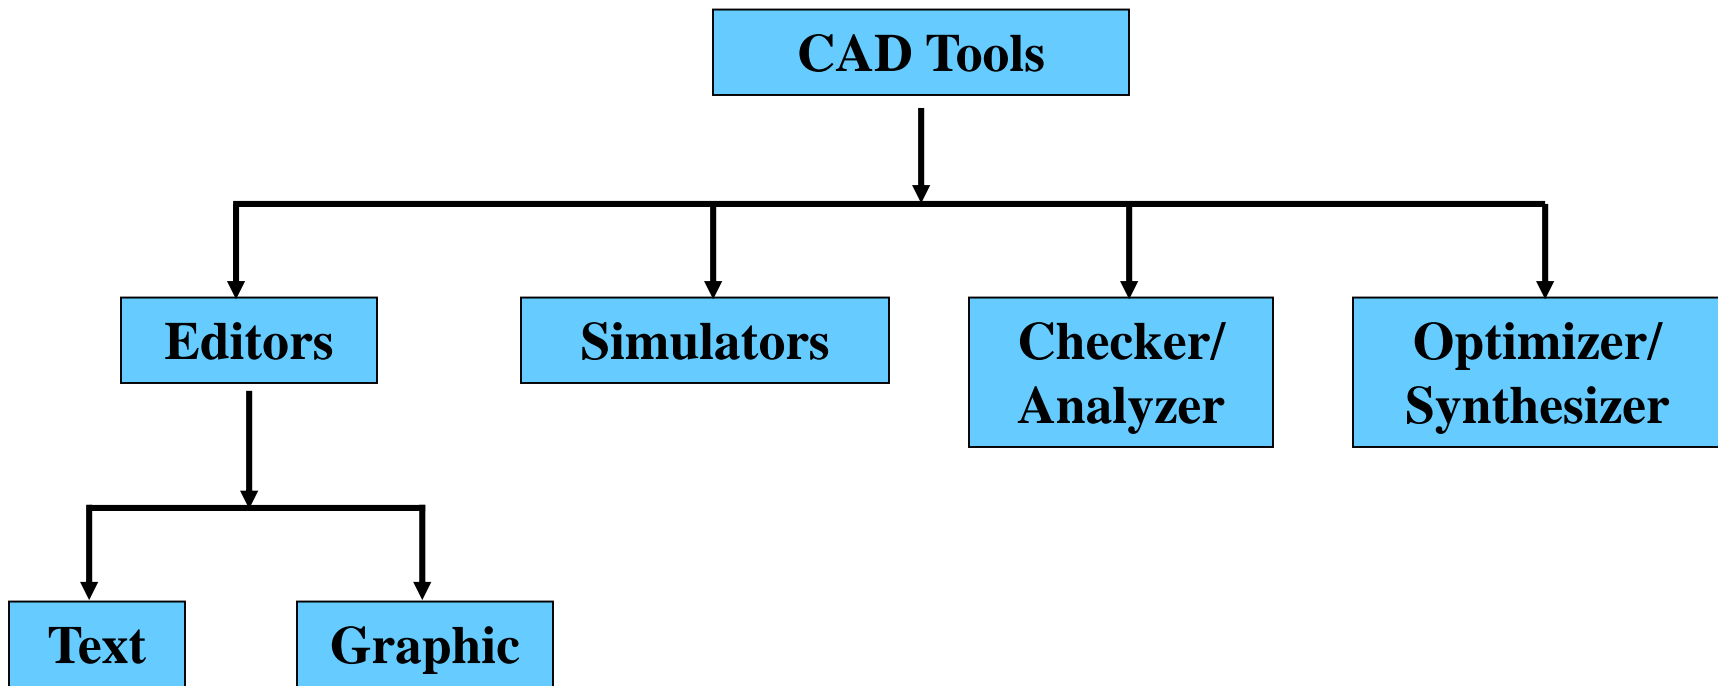 CAD Tools
Editors
Simulators
Checker/
Analyzer
Optimizer/
Synthesizer
Text
Graphic